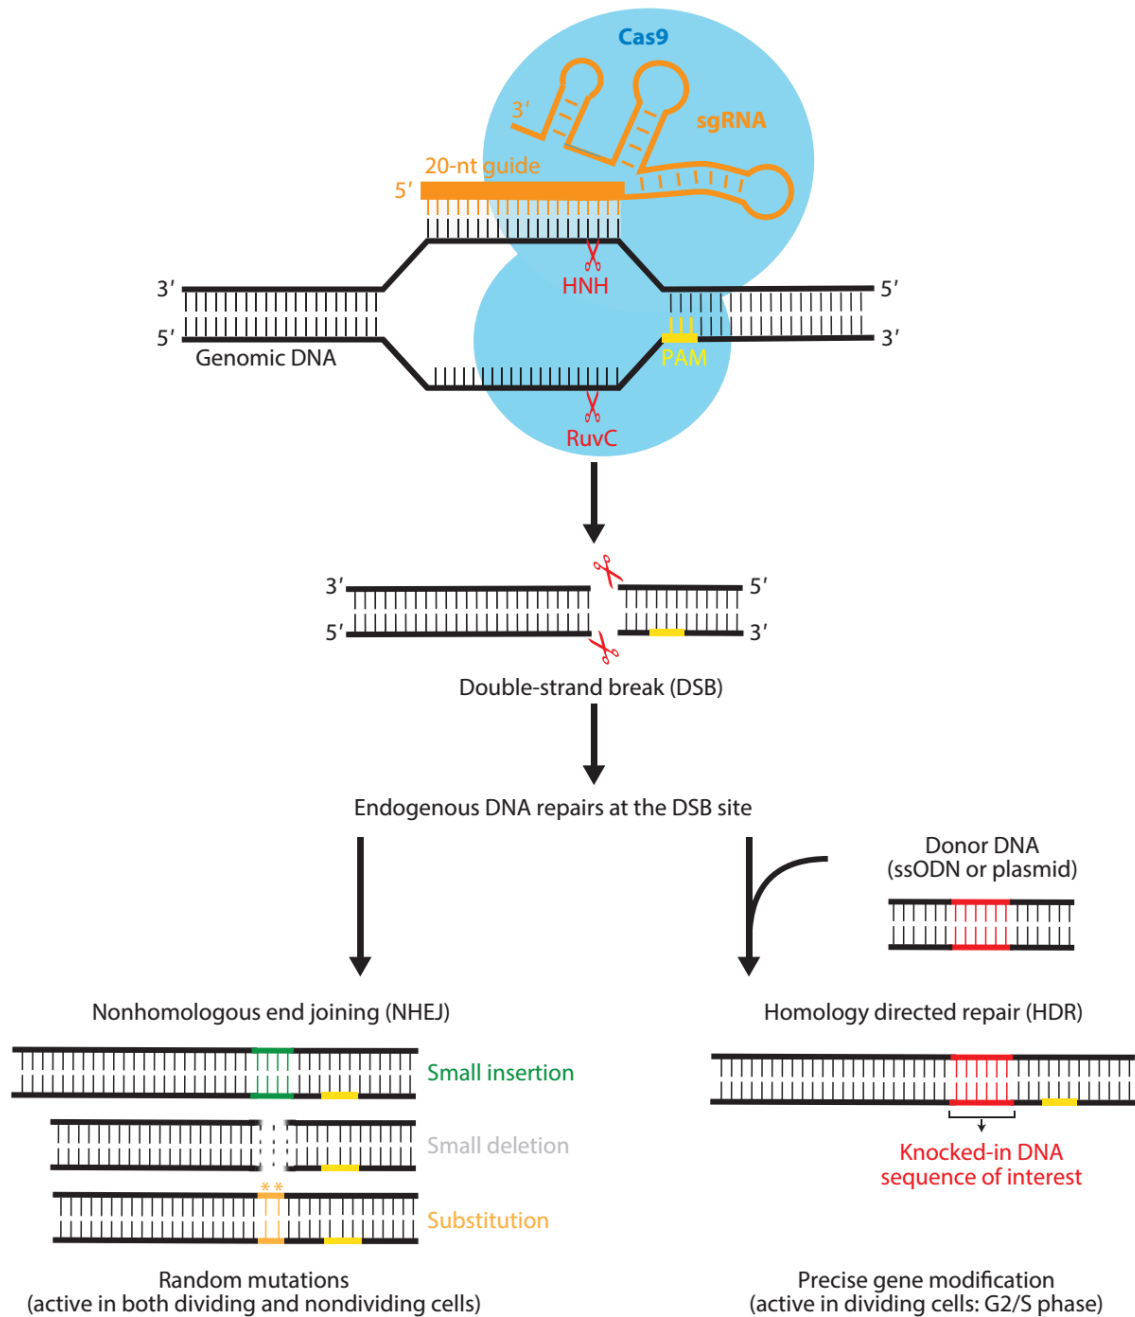 Cas9
3′
sgRNA
20-nt guide
5′
HNH
3′
5′
5′
3′
Genomic DNA
PAM
RuvC
3′
5′
5′
3′
Double-strand break (DSB)
Endogenous DNA repairs at the DSB site
Donor DNA
(ssODN or plasmid)
Nonhomologous end joining (NHEJ)
Homology directed repair (HDR)
Small insertion
Small deletion
**
Substitution
Knocked-in DNA
sequence of interest
Random mutations
(active in both dividing and nondividing cells)
Precise gene modification
(active in dividing cells: G2/S phase)